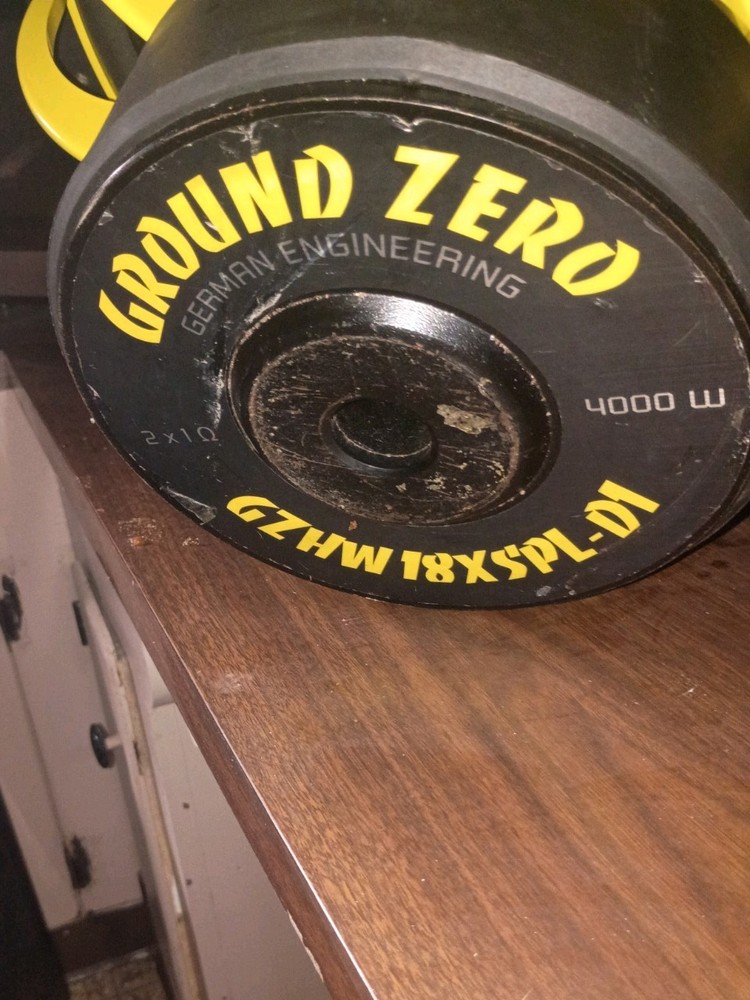 GROUND ZERO
GERMAN ENGINEERING
4000 W
2x1Ω
GZHW 18XSPL-D1